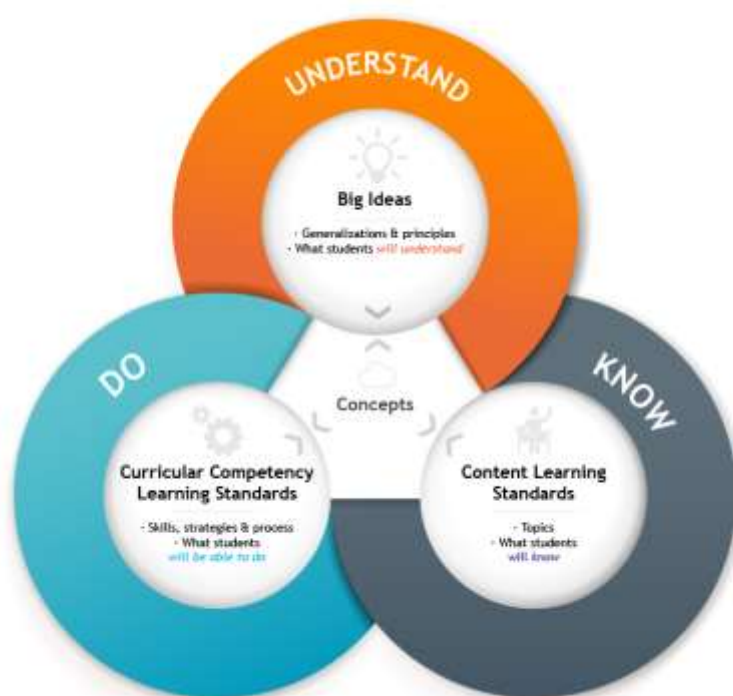 UNDERSTAND
Big Ideas
- Generalizations & principles
- What students will understand
DO
KNOW
Concepts
Curricular Competency
Learning Standards
- Skills, strategies & process
- What students
will be able to do
Content Learning
Standards
- Topics
- What students
will know